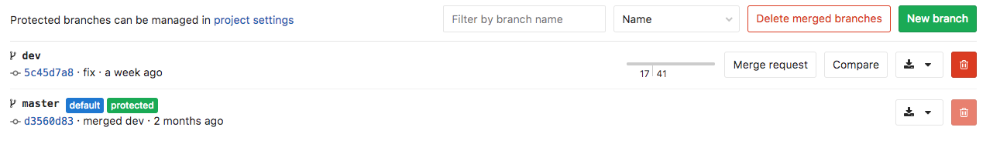 Protected branches can be managed in project settings
Filter by branch name
Name
Delete merged branches
New branch
dev
5c45d7a8 · fix · a week ago
17 41
Merge request
Compare
master default protected
d3560d83 · merged dev · 2 months ago